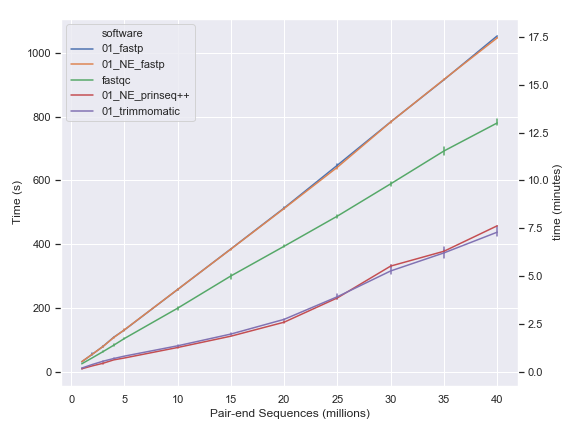 software
01_fastp
01_NE_fastp
fastqc
01_NE_prinseq++
01_trimmomatic
Time (s)
1000
800
600
400
200
0
time (minutes)
17.5
15.0
12.5
10.0
7.5
5.0
2.5
0.0
0 5 10 15 20 25 30 35 40
Pair-end Sequences (millions)